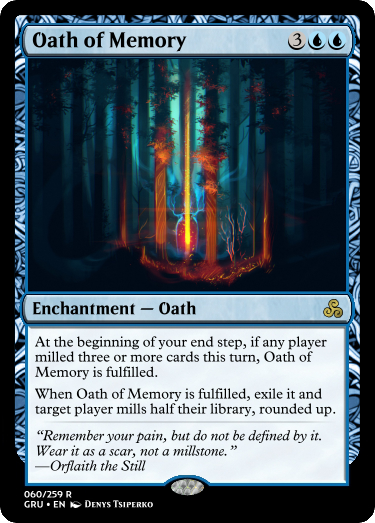 Oath of Memory 3
Enchantment — Oath
At the beginning of your end step, if any player
milled three or more cards this turn, Oath of
Memory is fulfilled.
When Oath of Memory is fulfilled, exile it and
target player mills half their library, rounded up.
“Remember your pain, but do not be defined by it.
Wear it as a scar, not a millstone.”
—Orflaith the Still
060/259 R
GRU • EN Denys Tsiperko